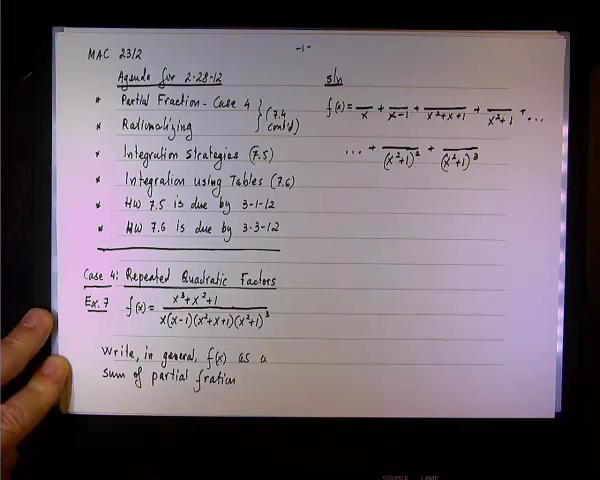 MAC 2312
-1-
Agenda for 2-28-12
* Partial Fraction - Case 4
* Rationalizing
} (7.4 cont'd)
* Integration Strategies (7.5)
* Integration using Tables (7.6)
* HW 7.5 is due by 3-1-12
* HW 7.6 is due by 3-3-12
Case 4: Repeated Quadratic Factors
Ex. 7 f(x) = (x³+x²+1) / (x(x-1)(x²+x+1)(x²+1)³)
Write, in general, f(x) as a
sum of partial fration
sln
f(x) = —/x + —/(x-1) + —/(x²+x+1) + —/(x²+1) + ...
... + —/(x²+1)² + —/(x²+1)³
SOURCE LAMP